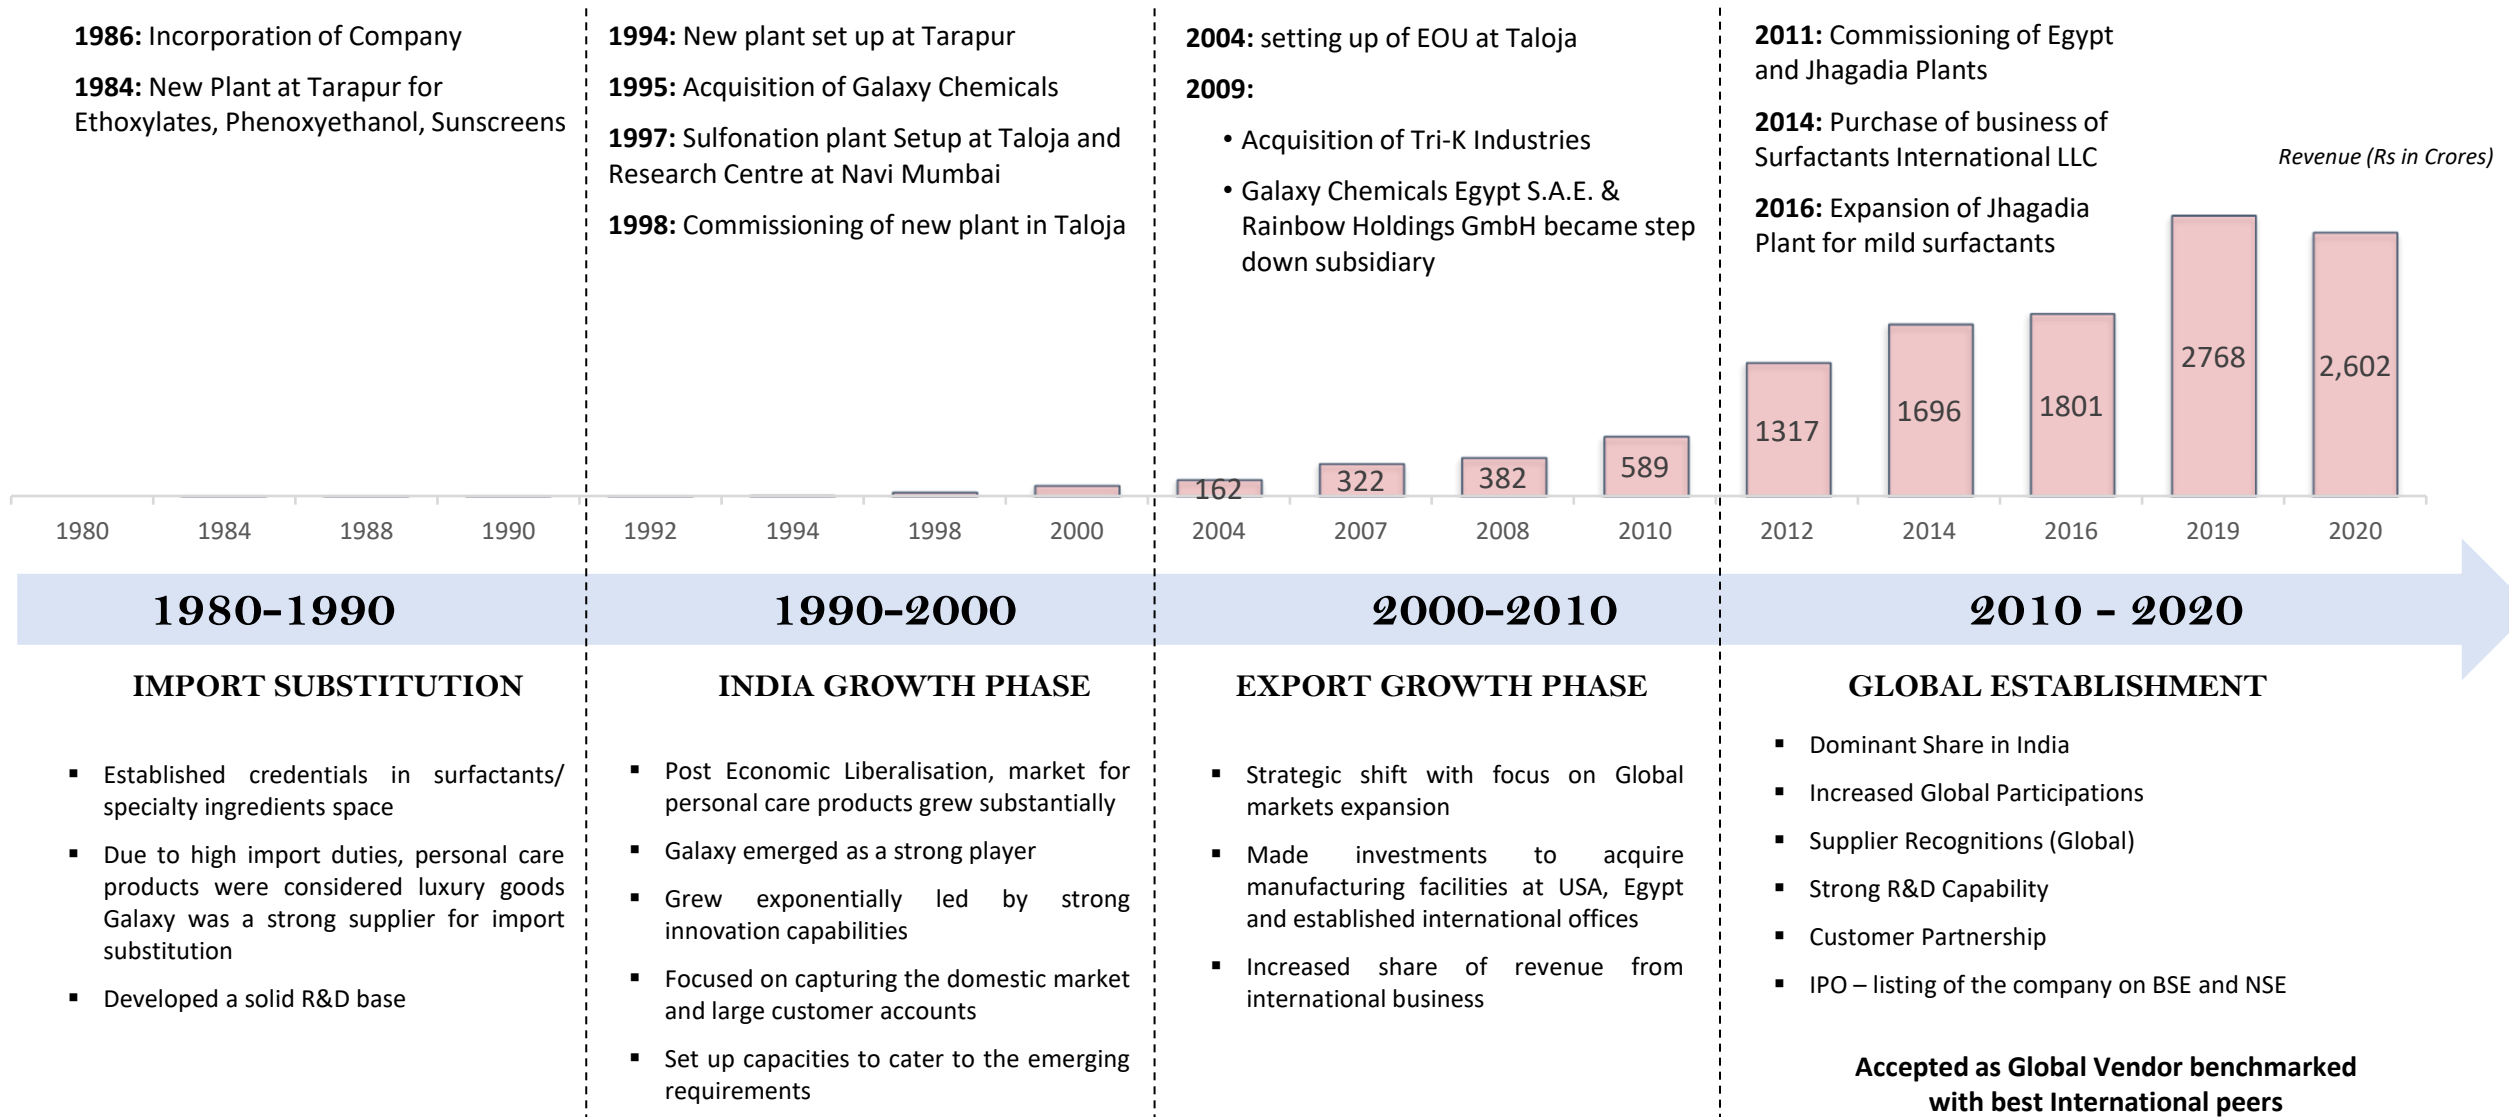 1986: Incorporation of Company
1984: New Plant at Tarapur for
Ethoxylates, Phenoxyethanol, Sunscreens
1994: New plant set up at Tarapur
1995: Acquisition of Galaxy Chemicals
1997: Sulfonation plant Setup at Taloja and
Research Centre at Navi Mumbai
1998: Commissioning of new plant in Taloja
2004: setting up of EOU at Taloja
2009:
• Acquisition of Tri-K Industries
• Galaxy Chemicals Egypt S.A.E. &
Rainbow Holdings GmbH became step
down subsidiary
2011: Commissioning of Egypt
and Jhagadia Plants
2014: Purchase of business of
Surfactants International LLC
2016: Expansion of Jhagadia
Plant for mild surfactants
Revenue (Rs in Crores)
162 322 382 589 1317 1696 1801 2768 2,602
1980 1984 1988 1990 1992 1994 1998 2000 2004 2007 2008 2010 2012 2014 2016 2019 2020
1980-1990 1990-2000 2000-2010 2010 - 2020
IMPORT SUBSTITUTION
▪ Established credentials in surfactants/
specialty ingredients space
▪ Due to high import duties, personal care
products were considered luxury goods
Galaxy was a strong supplier for import
substitution
▪ Developed a solid R&D base
INDIA GROWTH PHASE
▪ Post Economic Liberalisation, market for
personal care products grew substantially
▪ Galaxy emerged as a strong player
▪ Grew exponentially led by strong
innovation capabilities
▪ Focused on capturing the domestic market
and large customer accounts
▪ Set up capacities to cater to the emerging
requirements
EXPORT GROWTH PHASE
▪ Strategic shift with focus on Global
markets expansion
▪ Made investments to acquire
manufacturing facilities at USA, Egypt
and established international offices
▪ Increased share of revenue from
international business
GLOBAL ESTABLISHMENT
▪ Dominant Share in India
▪ Increased Global Participations
▪ Supplier Recognitions (Global)
▪ Strong R&D Capability
▪ Customer Partnership
▪ IPO – listing of the company on BSE and NSE
Accepted as Global Vendor benchmarked
with best International peers